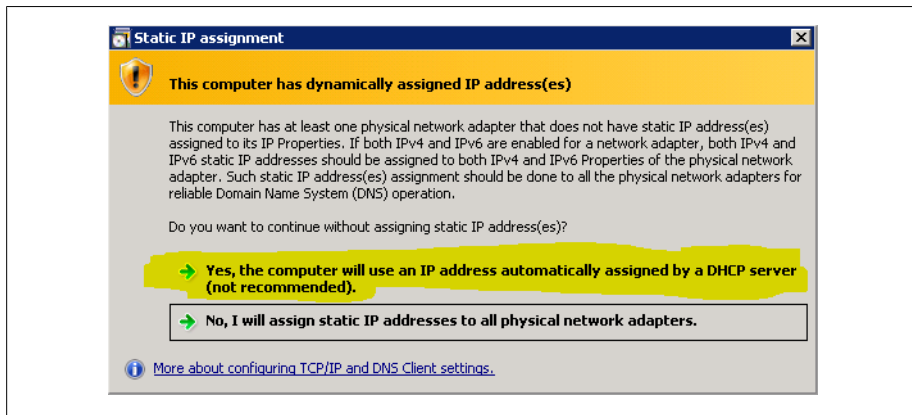 Static IP assignment
This computer has dynamically assigned IP address(es)
This computer has at least one physical network adapter that does not have static IP address(es)
assigned to its IP Properties. If both IPv4 and IPv6 are enabled for a network adapter, both IPv4 and
IPv6 static IP addresses should be assigned to both IPv4 and IPv6 Properties of the physical network
adapter. Such static IP address(es) assignment should be done to all the physical network adapters for
reliable Domain Name System (DNS) operation.
Do you want to continue without assigning static IP address(es)?
Yes, the computer will use an IP address automatically assigned by a DHCP server
(not recommended).
No, I will assign static IP addresses to all physical network adapters.
More about configuring TCP/IP and DNS Client settings.